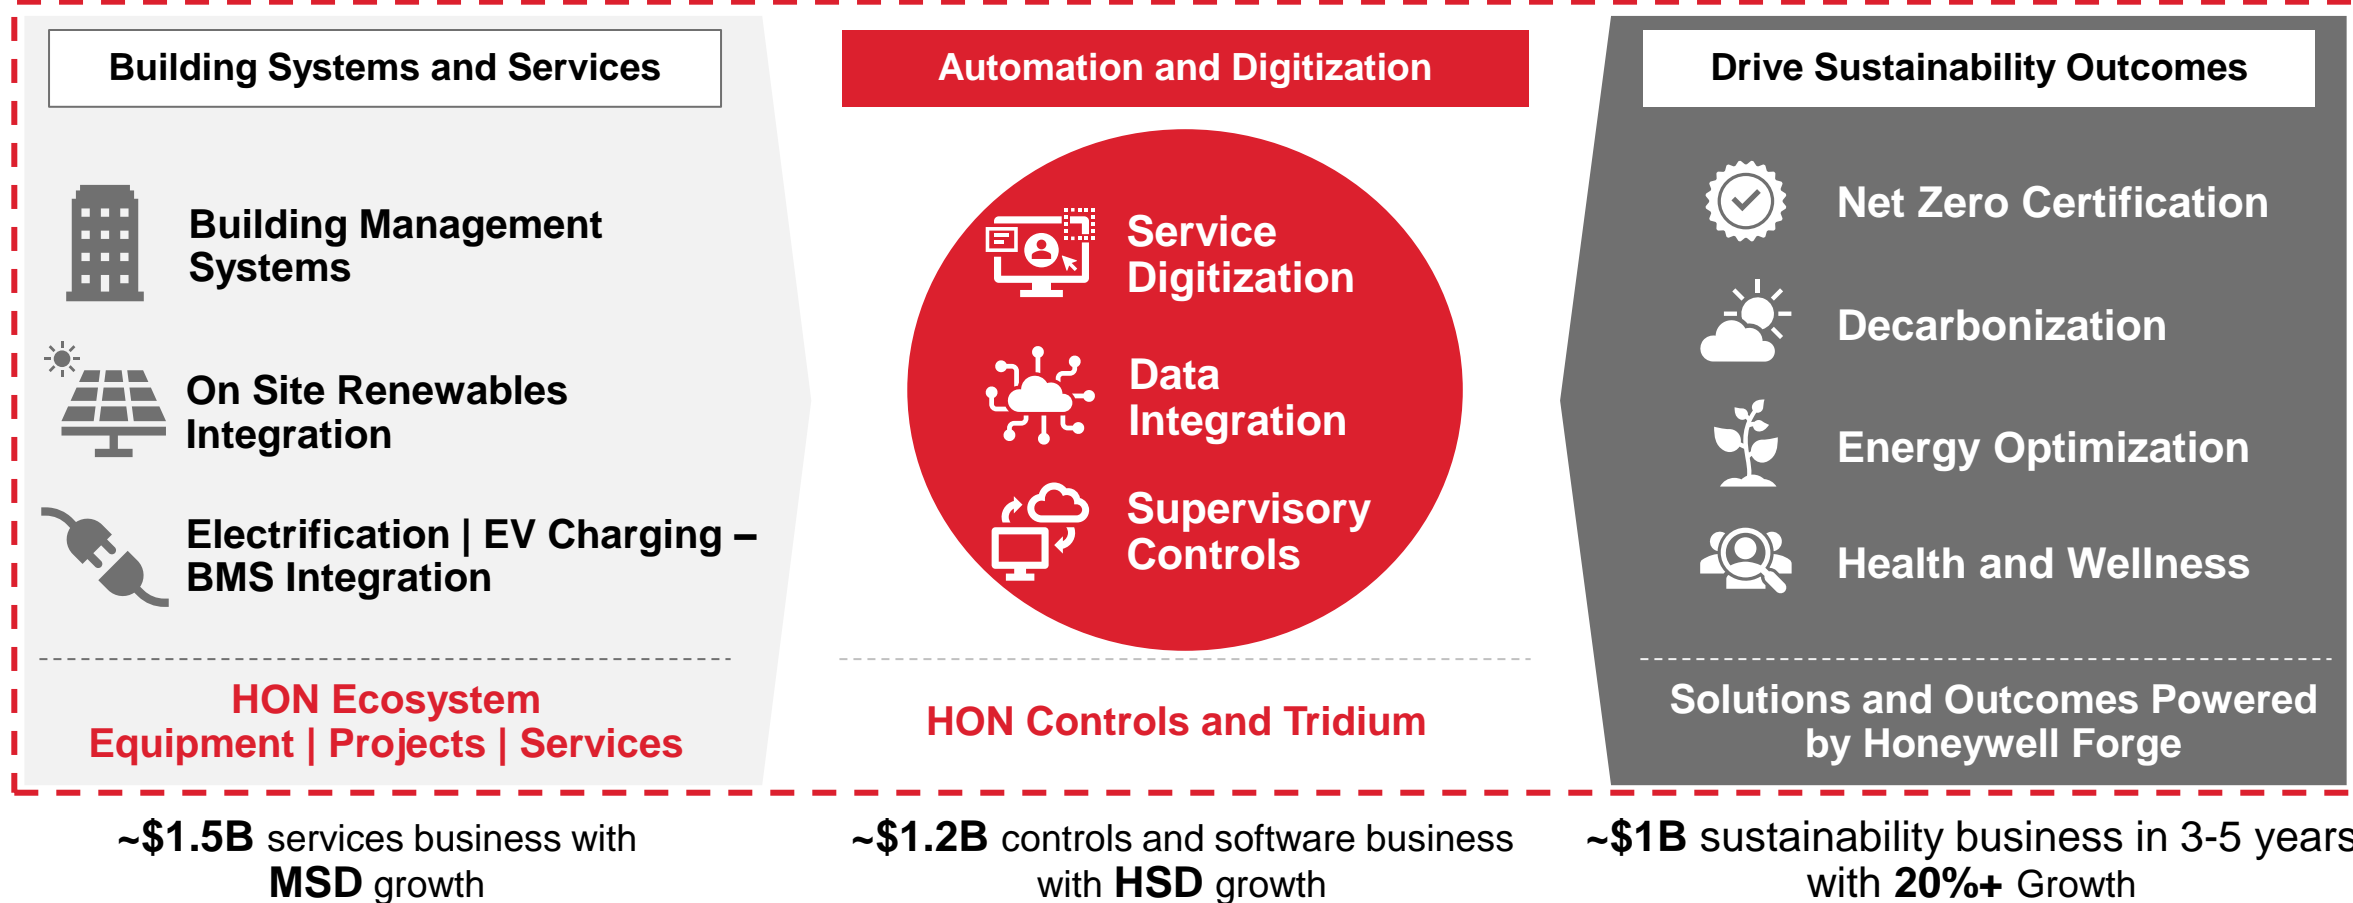 Building Systems and Services
Building Management
Systems
On Site Renewables
Integration
Electrification | EV Charging –
BMS Integration
HON Ecosystem
Equipment | Projects | Services
~$1.5B services business with
MSD growth
Automation and Digitization
Service
Digitization
Data
Integration
Supervisory
Controls
HON Controls and Tridium
~$1.2B controls and software business
with HSD growth
Drive Sustainability Outcomes
Net Zero Certification
Decarbonization
Energy Optimization
Health and Wellness
Solutions and Outcomes Powered
by Honeywell Forge
~$1B sustainability business in 3-5 years
with 20%+ Growth